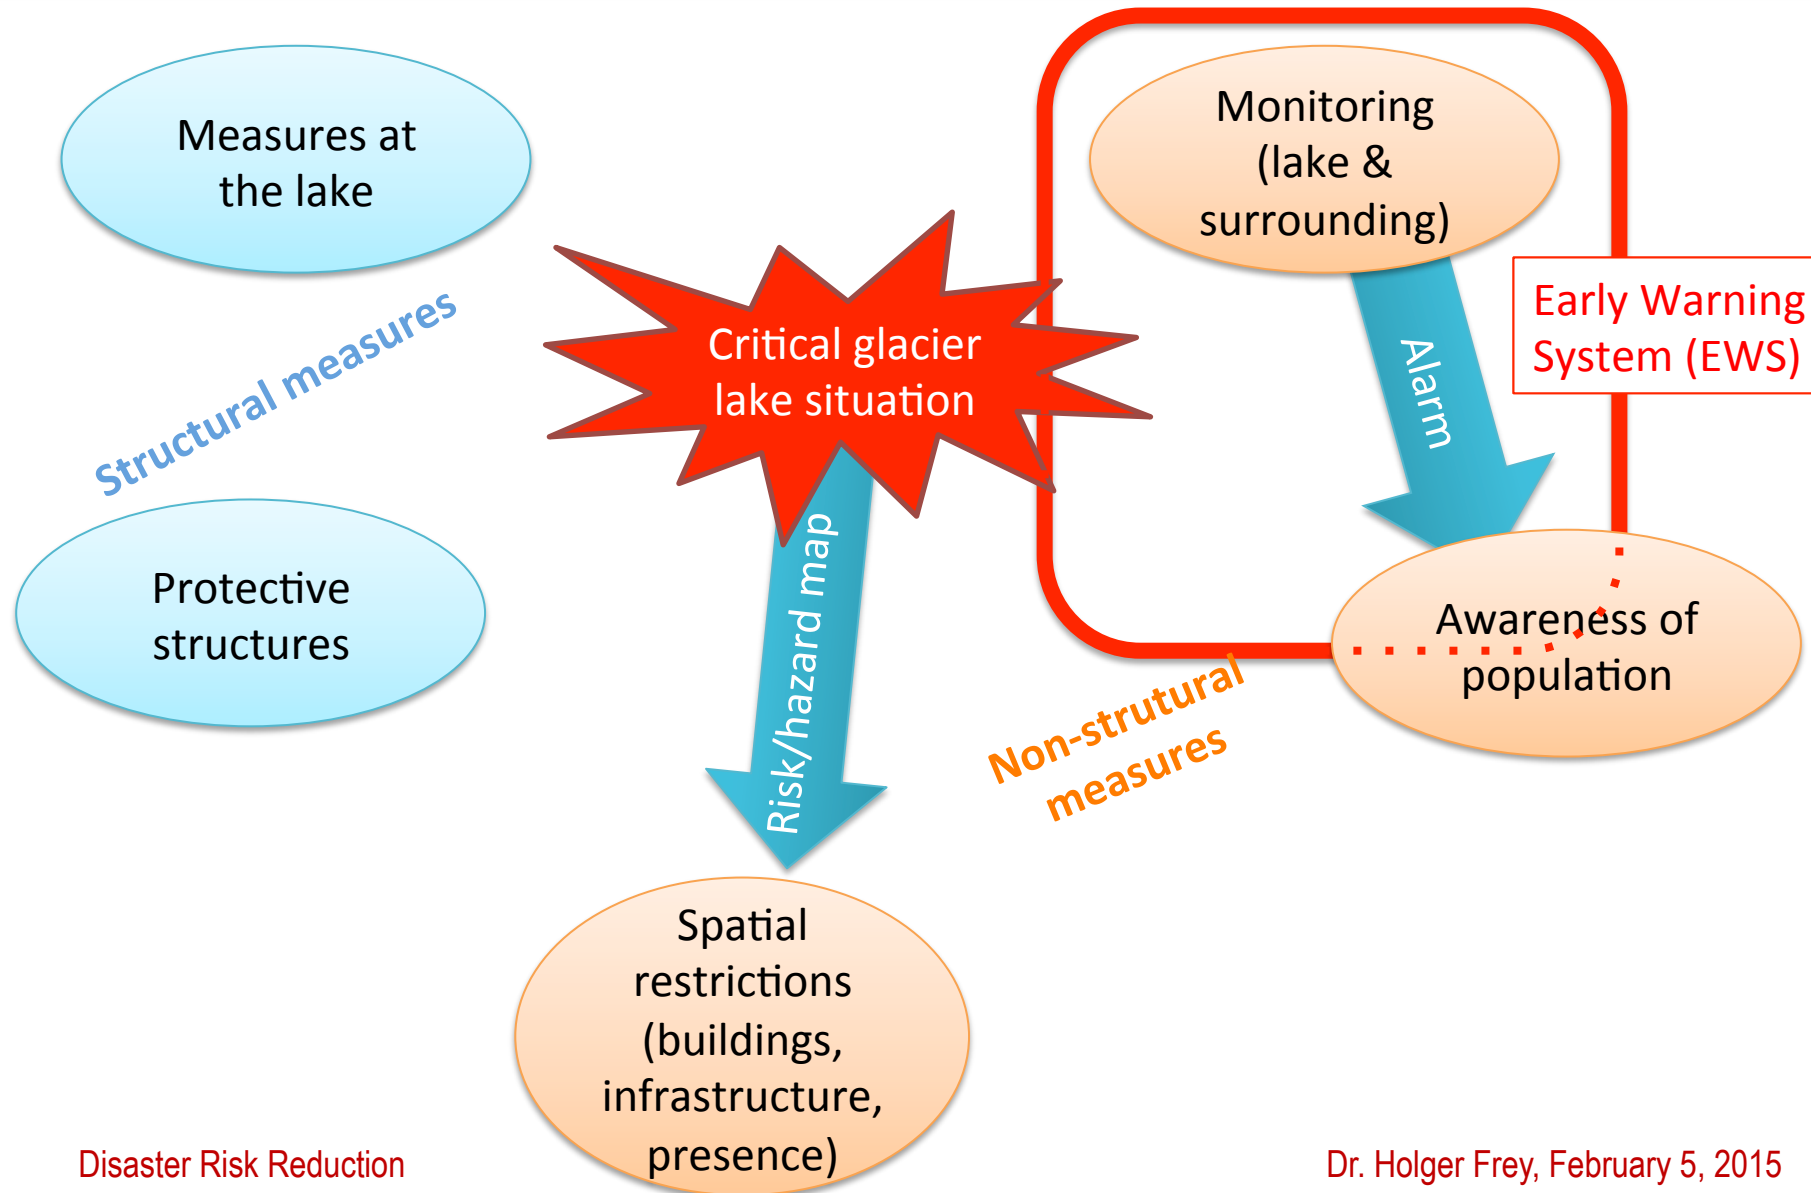 Measures at
the lake
Structural measures
Protective
structures
Critical glacier
lake situation
Risk/hazard map
Spatial
restrictions
(buildings,
infrastructure,
presence)
Monitoring
(lake &
surrounding)
Early Warning
System (EWS)
Alarm
Awareness of
population
Non-strutural
measures
Disaster Risk Reduction
Dr. Holger Frey, February 5, 2015